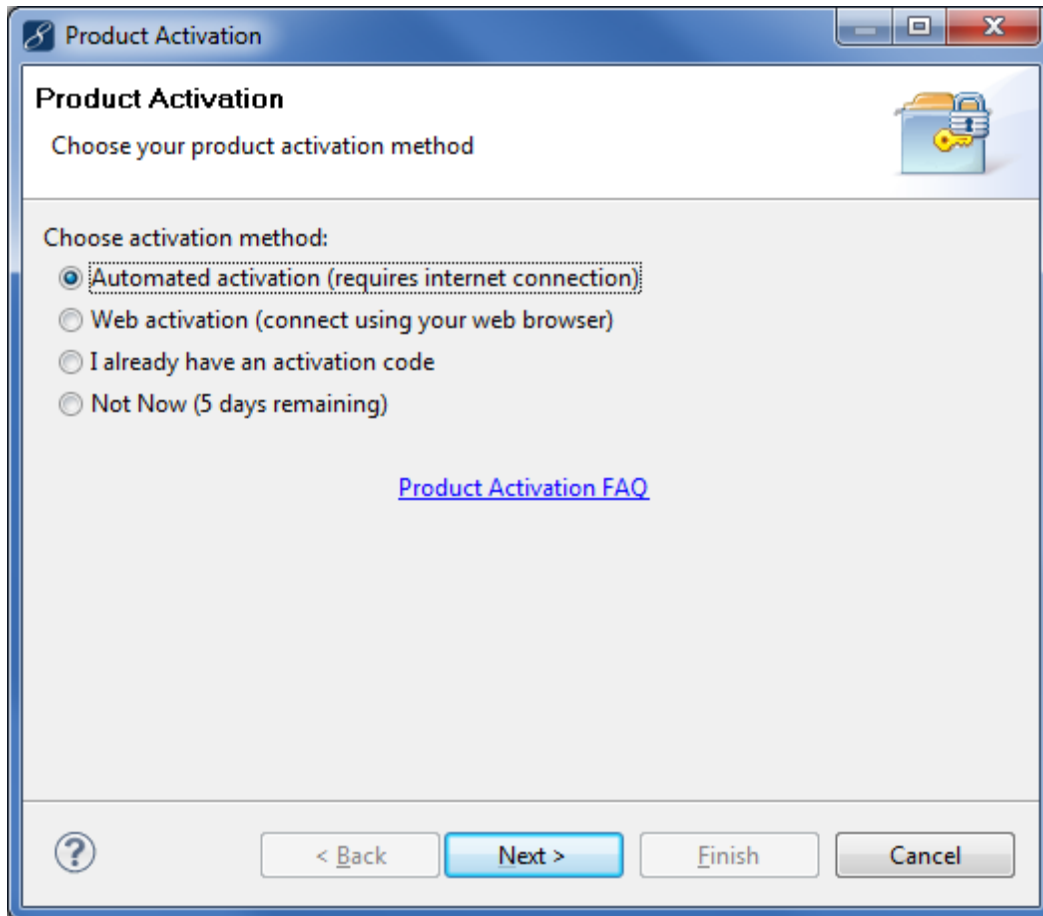 Product Activation
Product Activation
Choose your product activation method
Choose activation method:
Automated activation (requires internet connection)
Web activation (connect using your web browser)
I already have an activation code
Not Now (5 days remaining)
Product Activation FAQ
< Back Next > Finish Cancel